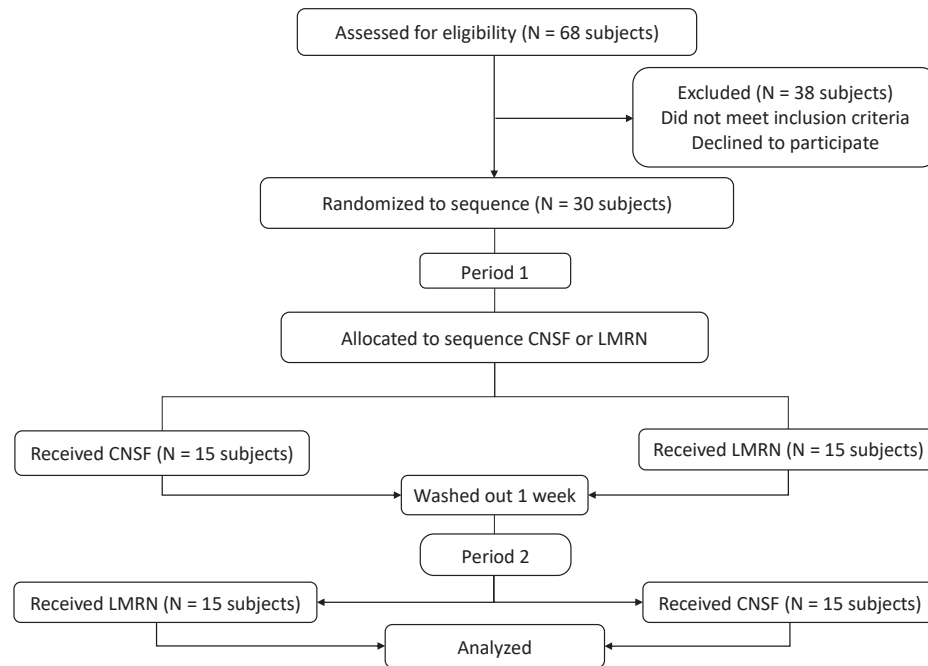 Assessed for eligibility (N = 68 subjects)
Excluded (N = 38 subjects)
Did not meet inclusion criteria
Declined to participate
Randomized to sequence (N = 30 subjects)
Period 1
Allocated to sequence CNSF or LMRN
Received CNSF (N = 15 subjects)
Received LMRN (N = 15 subjects)
Washed out 1 week
Period 2
Received LMRN (N = 15 subjects)
Received CNSF (N = 15 subjects)
Analyzed